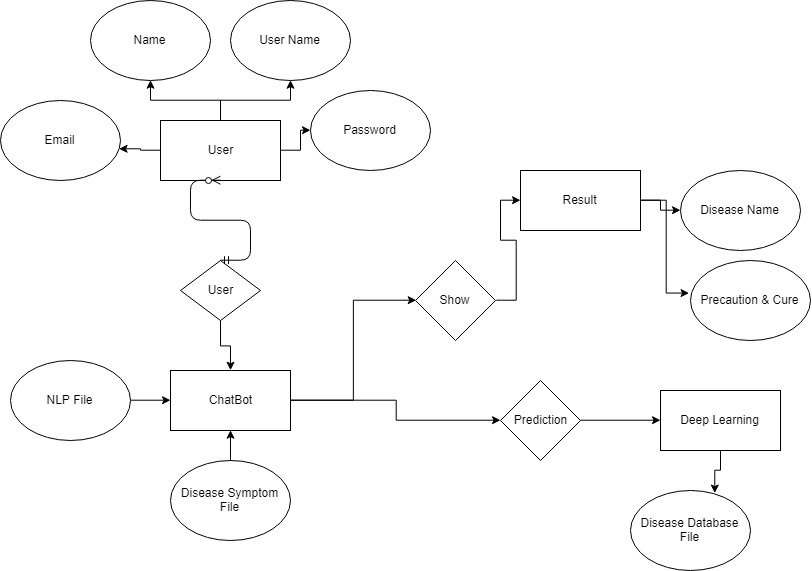 Name
User Name
Email
User
Password
Result
Disease Name
User
Show
Precaution & Cure
NLP File
ChatBot
Prediction
Deep Learning
Disease Symptom
File
Disease Database
File